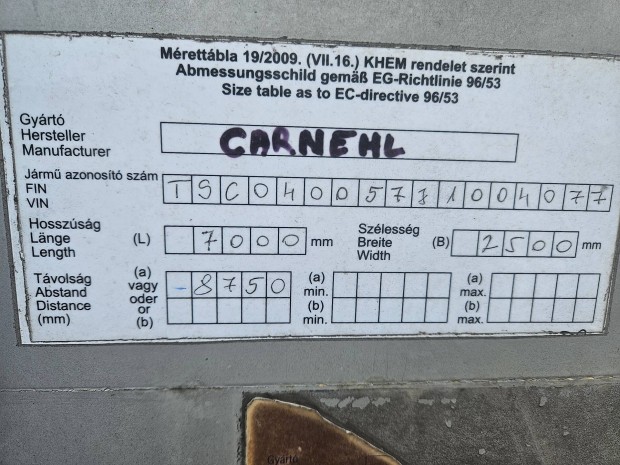 Mérettábla 19/2009. (VII.16.) KHEM rendelet szerint
Abmessungsschild gemäß EG-Richtlinie 96/53
Size table as to EC-directive 96/53
Gyártó
Hersteller
Manufacturer
CARNEHL
Jármű azonosító szám
FIN
VIN
TSC04005771004077
Hosszúság
Länge
Length
(L)
7000 mm
Szélesség
Breite
Width
(B)
2500 mm
Távolság
Abstand
Distance
(mm)
(a)
vagy
oder
or
(b)
-8750
(a)
min.
(b)
min.
(a)
max.
(b)
max.
Gyártó